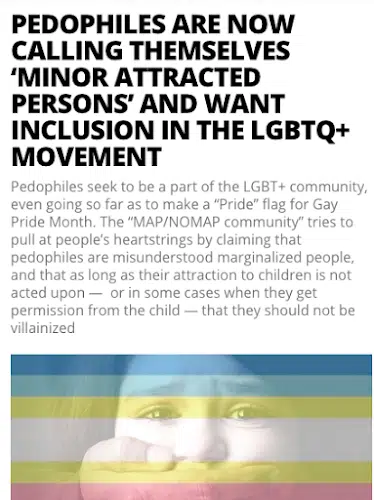 PEDOPHILES ARE NOW
CALLING THEMSELVES
‘MINOR ATTRACTED
PERSONS’ AND WANT
INCLUSION IN THE LGBTQ+
MOVEMENT
Pedophiles seek to be a part of the LGBT+ community,
even going so far as to make a “Pride” flag for Gay
Pride Month. The “MAP/NOMAP community” tries to
pull at people’s heartstrings by claiming that
pedophiles are misunderstood marginalized people,
and that as long as their attraction to children is not
acted upon — or in some cases when they get
permission from the child — that they should not be
villainized